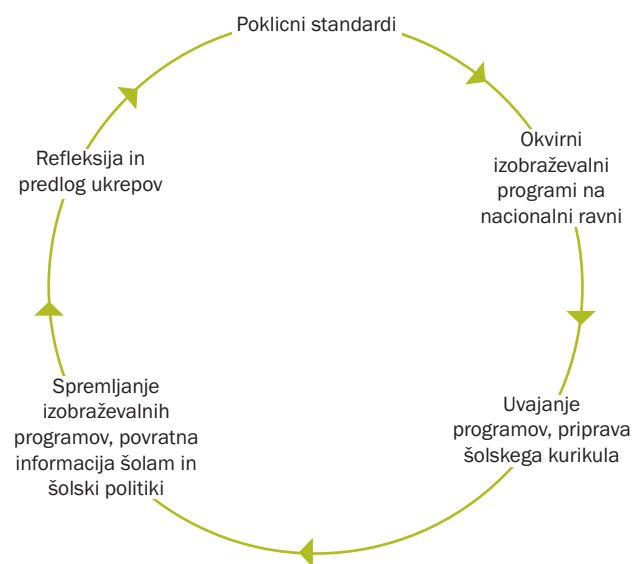 Poklicni standardi
Okvirni
izobraževalni
programi na
nacionalni ravni
Uvajanje
programov, priprava
šolskega kurikula
Spremljanje
izobraževalnih
programov, povratna
informacija šolam in
šolski politiki
Refleksija in
predlog ukrepov